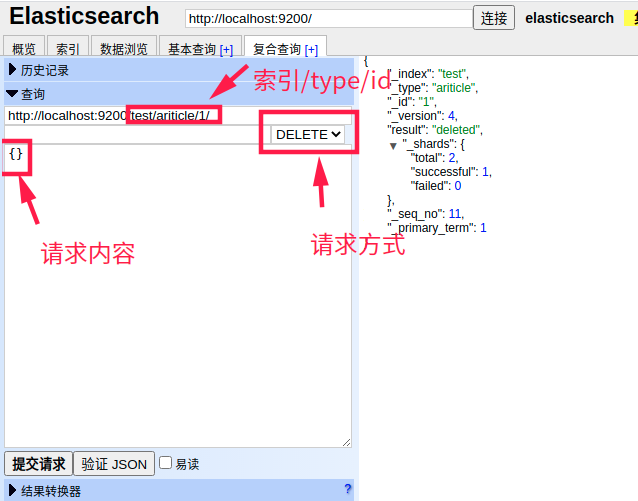 Elasticsearch
http://localhost:9200/
连接
elasticsearch
概览
索引
数据浏览
基本查询 [+]
复合查询 [+]
历史记录
索引/type/id
查询
http://localhost:9200
test/ariticle/1/
DELETE
{}
请求内容
请求方式
提交请求
验证 JSON
易读
结果转换器
?
{
"_index": "test",
"_type": "ariticle",
"_id": "1",
"_version": 4,
"result": "deleted",
"_shards": {
"total": 2,
"successful": 1,
"failed": 0
},
"_seq_no": 11,
"_primary_term": 1